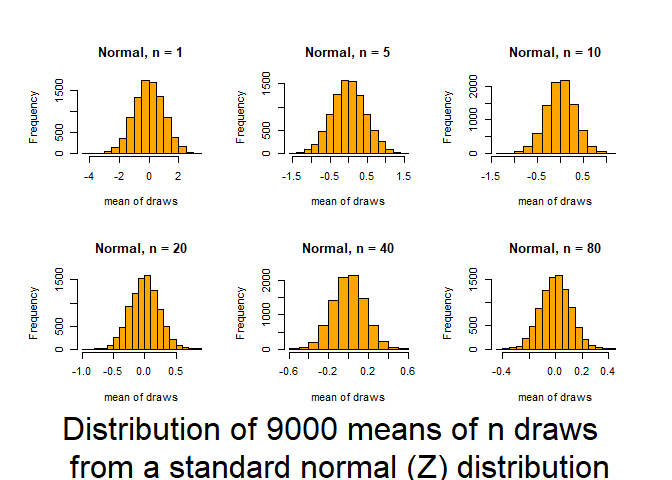 Normal, n = 1
Frequency
0 500 1500
-4 -2 0 2
mean of draws
Normal, n = 5
Frequency
0 500 1500
-1.5 -0.5 0.5 1.5
mean of draws
Normal, n = 10
Frequency
0 1000 2000
-1.5 -0.5 0.5
mean of draws
Normal, n = 20
Frequency
0 500 1500
-1.0 -0.5 0.0 0.5
mean of draws
Normal, n = 40
Frequency
0 1000 2000
-0.6 -0.2 0.2 0.6
mean of draws
Normal, n = 80
Frequency
0 500 1500
-0.4 0.0 0.2 0.4
mean of draws
Distribution of 9000 means of n draws
from a standard normal (Z) distribution